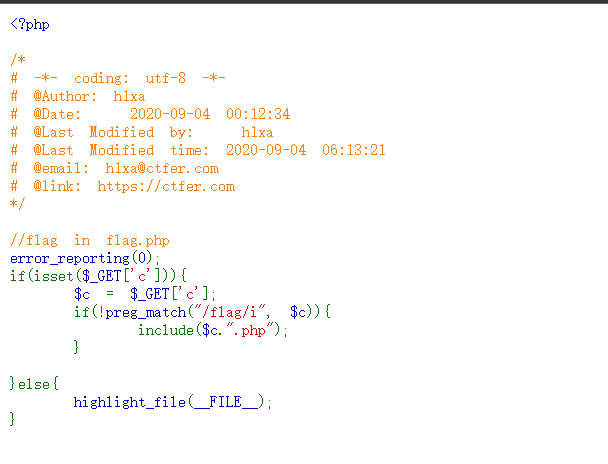 <?php
/*
# -*- coding: utf-8 -*-
# @Author: h1xa
# @Date: 2020-09-04 00:12:34
# @Last Modified by: h1xa
# @Last Modified time: 2020-09-04 06:13:21
# @email: h1xa@ctfer.com
# @link: https://ctfer.com
*/
//flag in flag.php
error_reporting(0);
if(isset($_GET['c'])){
$c = $_GET['c'];
if(!preg_match("/flag/i", $c)){
include($c.".php");
}
}else{
highlight_file(__FILE__);
}